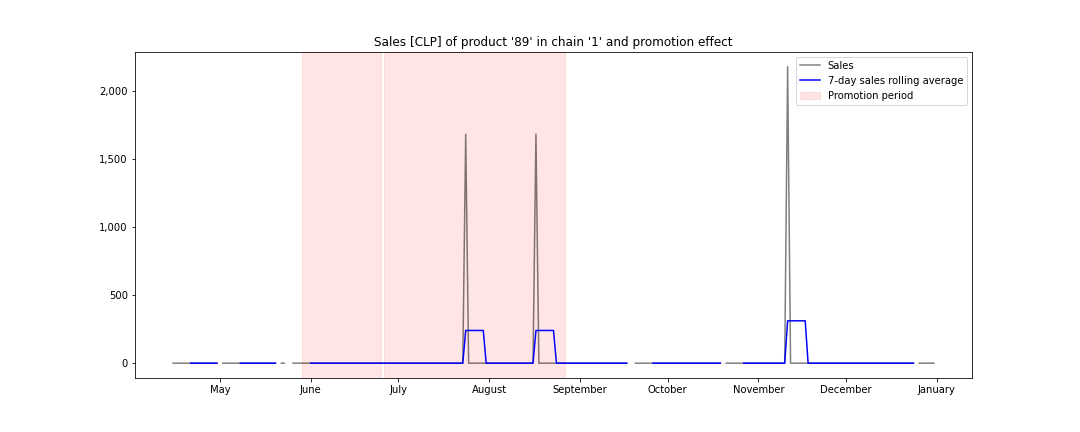 Sales [CLP] of product '89' in chain '1' and promotion effect
Sales
7-day sales rolling average
Promotion period
2,000
1,500
1,000
500
0
May June July August September October November December January